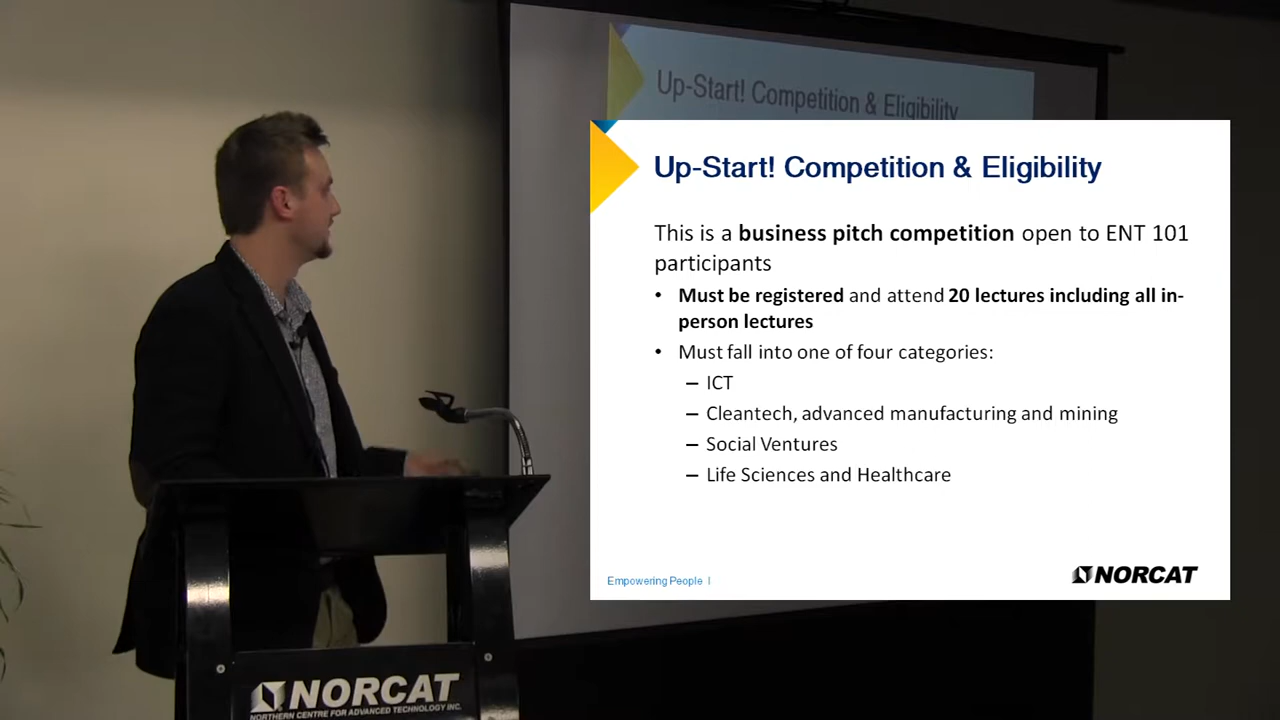 Up-Start! Competition & Eligibility
Up-Start! Competition & Eligibility
This is a business pitch competition open to ENT 101
participants
• Must be registered and attend 20 lectures including all in-
person lectures
• Must fall into one of four categories:
– ICT
– Cleantech, advanced manufacturing and mining
– Social Ventures
– Life Sciences and Healthcare
Empowering People |
NORCAT
NORCAT
NORTHERN CENTRE FOR ADVANCED TECHNOLOGY INC.